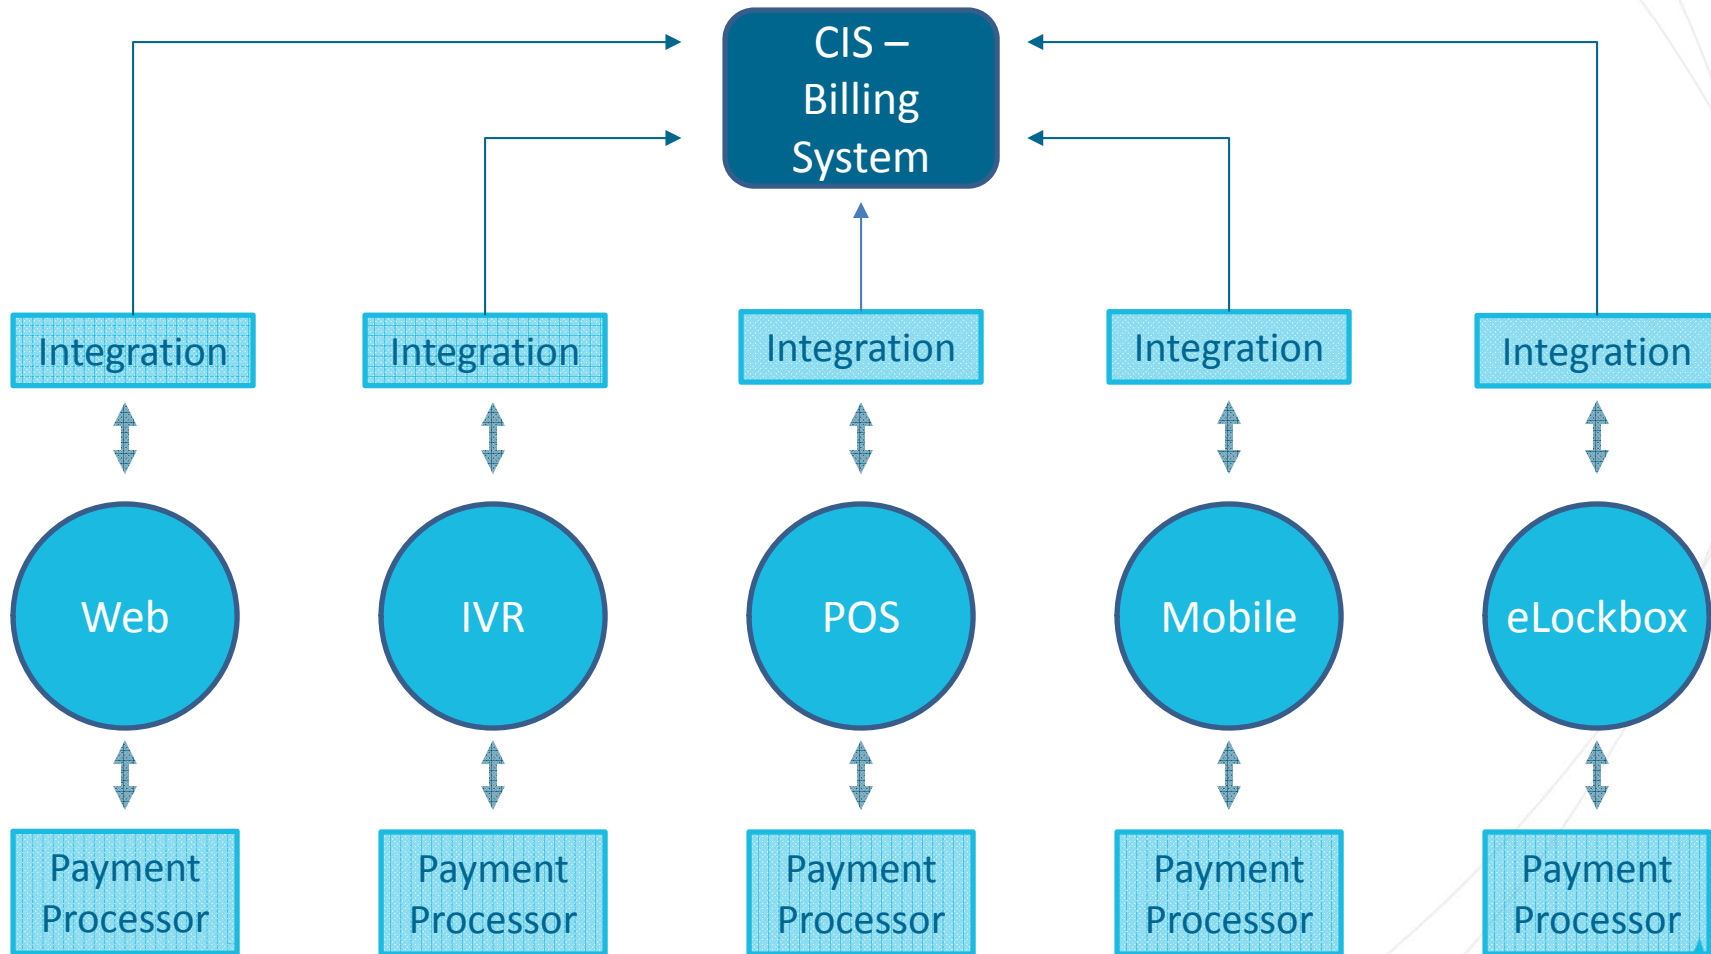 CIS –
Billing
System
Integration
Integration
Integration
Integration
Integration
Web
IVR
POS
Mobile
eLockbox
Payment
Processor
Payment
Processor
Payment
Processor
Payment
Processor
Payment
Processor